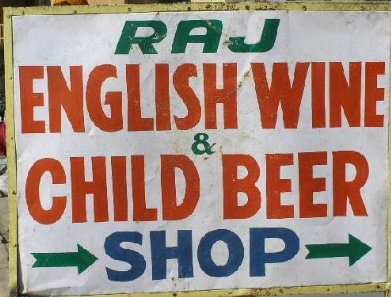 RAJ
ENGLISH WINE
&
CHILD BEER
SHOP